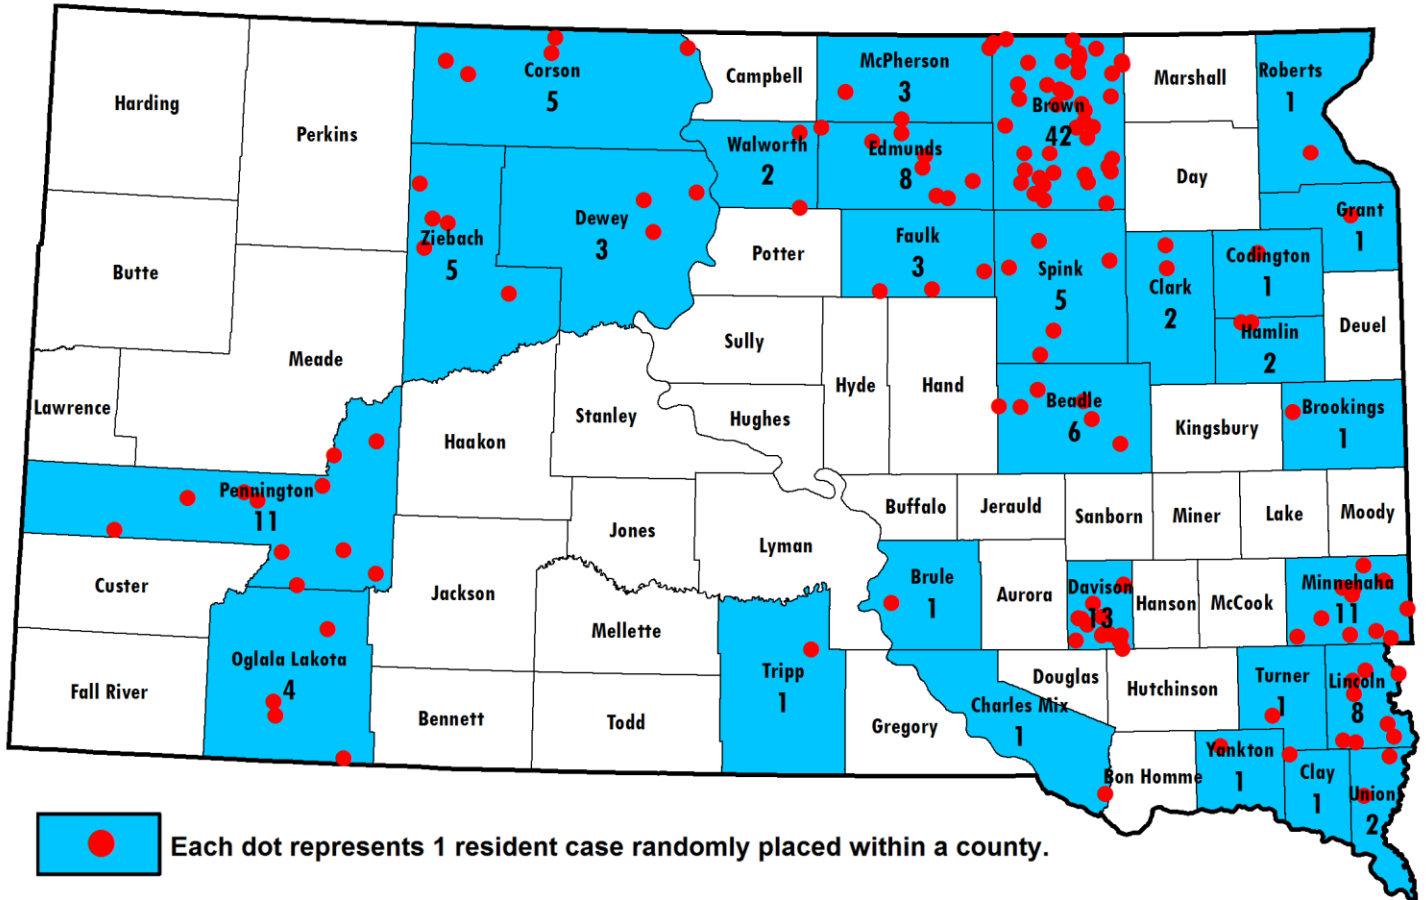 Harding
Perkins
Corson
5
Campbell
McPherson
3
Brown
42
Marshall
Roberts
1
Walworth
2
Edmunds
8
Day
Grant
1
Butte
Ziebach
5
Dewey
3
Potter
Faulk
3
Spink
5
Clark
2
Codington
1
Hamlin
2
Deuel
Meade
Sully
Hyde
Hand
Lawrence
Haakon
Stanley
Hughes
Beadle
6
Kingsbury
Brookings
1
Pennington
11
Jones
Lyman
Buffalo
Jerauld
Sanborn
Miner
Lake
Moody
Custer
Jackson
Mellette
Brule
1
Aurora
Davison
13
Hanson
McCook
Minnehaha
11
Fall River
Oglala Lakota
4
Bennett
Todd
Tripp
1
Gregory
Charles Mix
1
Douglas
Hutchinson
Turner
1
Lincoln
8
Bon Homme
Yankton
1
Clay
1
Union
2
Each dot represents 1 resident case randomly placed within a county.